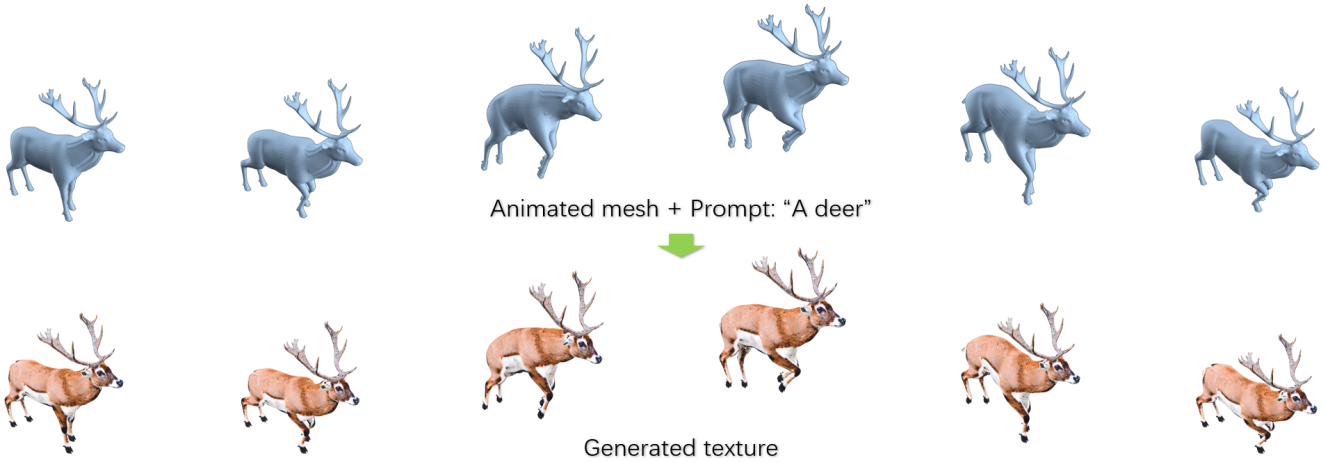 Animated mesh + Prompt: “A deer”
Generated texture